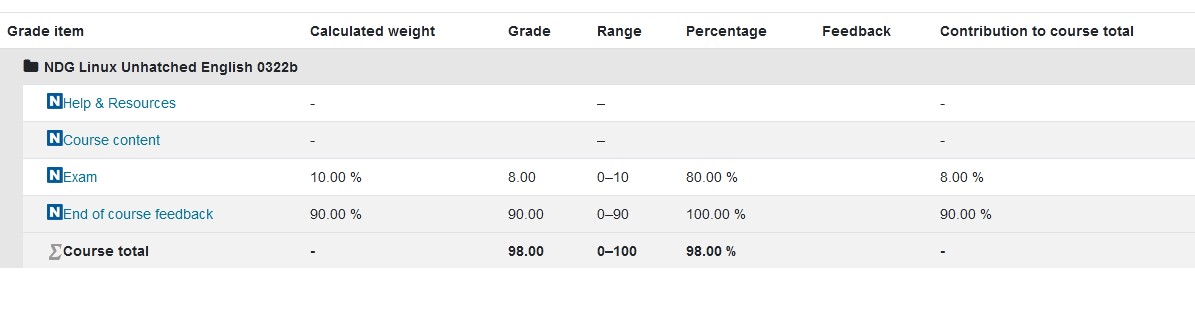 Grade item Calculated weight Grade Range Percentage Feedback Contribution to course total
NDG Linux Unhatched English 0322b
N Help & Resources - – -
N Course content - – -
N Exam 10.00 % 8.00 0–10 80.00 % 8.00 %
N End of course feedback 90.00 % 90.00 0–90 100.00 % 90.00 %
∑ Course total - 98.00 0–100 98.00 % -